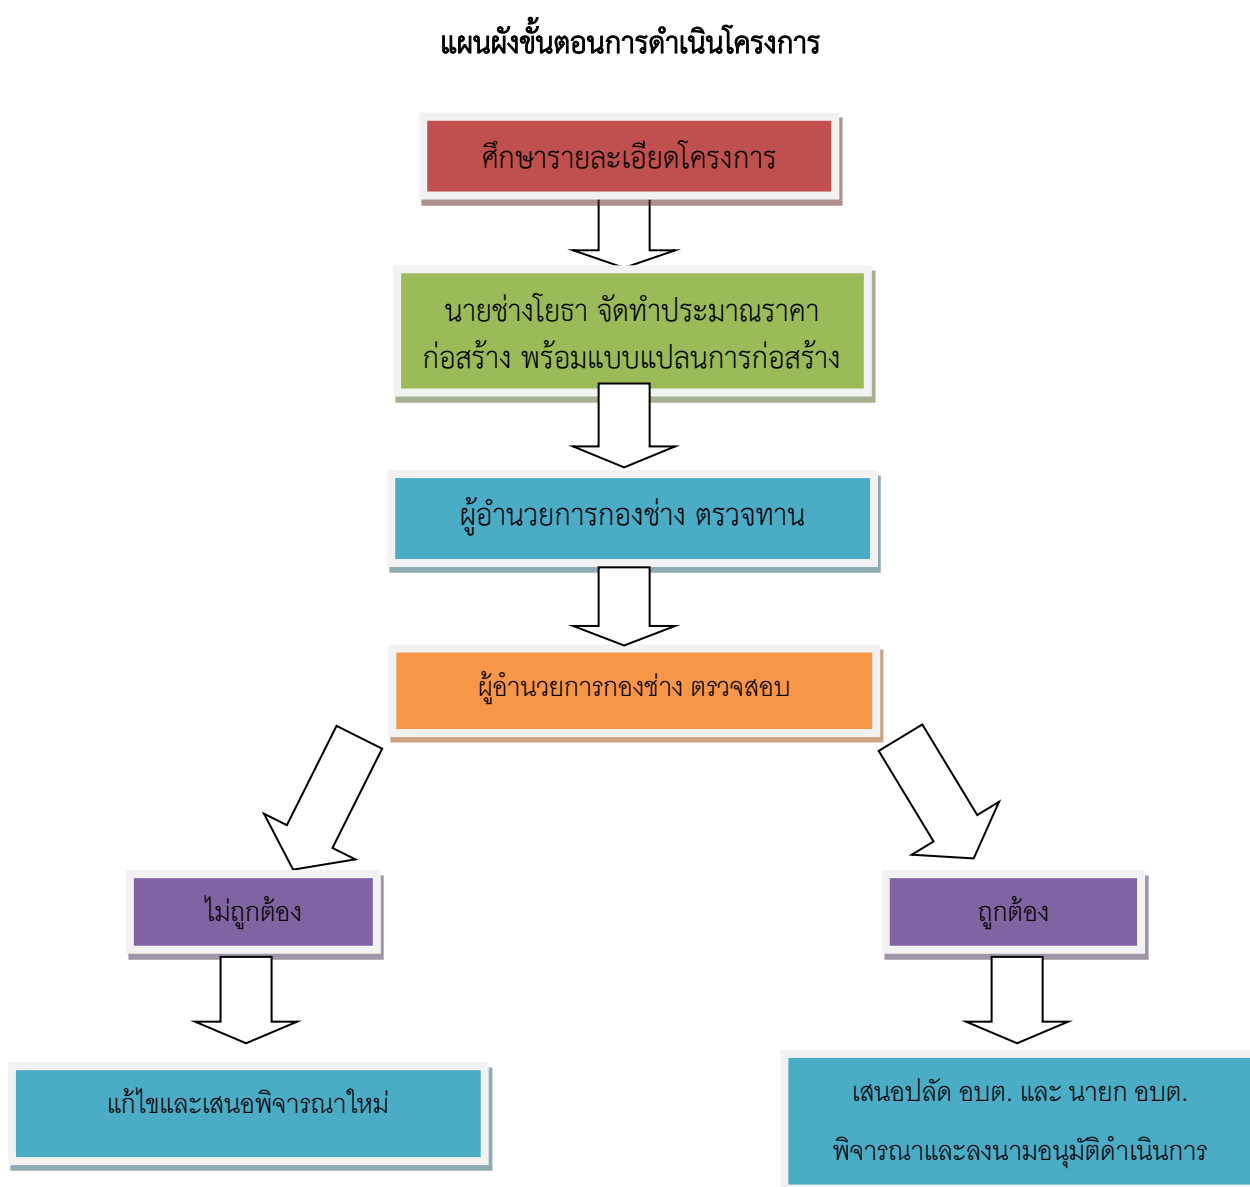 แผนผังขั้นตอนการดำเนินโครงการ
ศึกษารายละเอียดโครงการ
นายช่างโยธา จัดทำประมาณราคา
ก่อสร้าง พร้อมแบบแปลนการก่อสร้าง
ผู้อำนวยการกองช่าง ตรวจทาน
ผู้อำนวยการกองช่าง ตรวจสอบ
ไม่ถูกต้อง
ถูกต้อง
แก้ไขและเสนอพิจารณาใหม่
เสนอปลัด อบต. และ นายก อบต.
พิจารณาและลงนามอนุมัติดำเนินการ